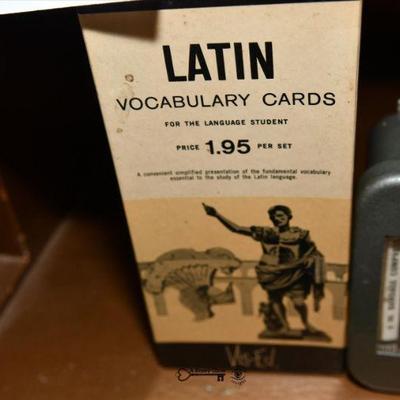 LATIN
VOCABULARY CARDS
FOR THE LANGUAGE STUDENT
PRICE 1.95 PER SET
A convenient simplified presentation of the fundamental vocabulary
essential to the study of the Latin language.
Vis-Ed